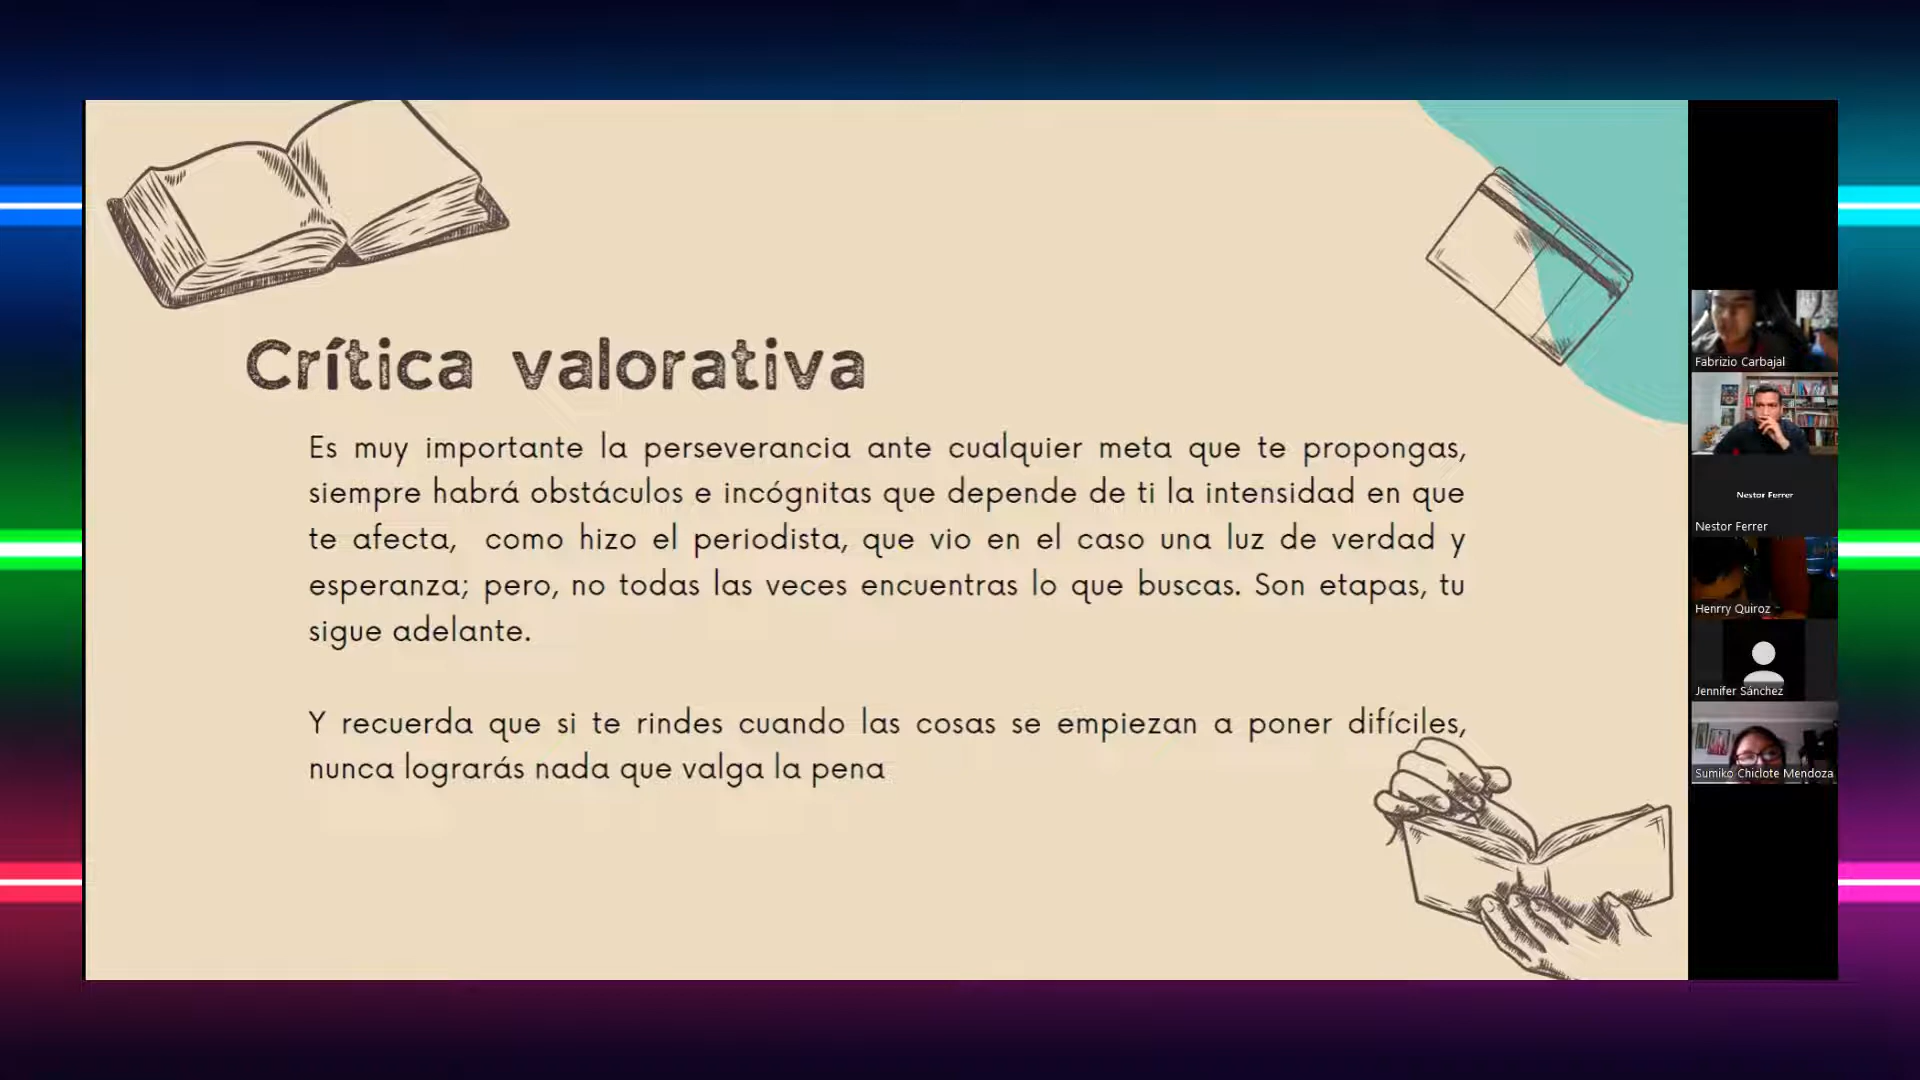 Crítica valorativa
Es muy importante la perseverancia ante cualquier meta que te propongas,
siempre habrá obstáculos e incógnitas que depende de ti la intensidad en que
te afecta, como hizo el periodista, que vio en el caso una luz de verdad y
esperanza; pero, no todas las veces encuentras lo que buscas. Son etapas, tu
sigue adelante.
Y recuerda que si te rindes cuando las cosas se empiezan a poner difíciles,
nunca lograrás nada que valga la pena
Fabrizio Carbajal
Nestor Ferrer
Nestor Ferrer
Henrry Quiroz
Jennifer Sánchez
Sumiko Chiclote Mendoza